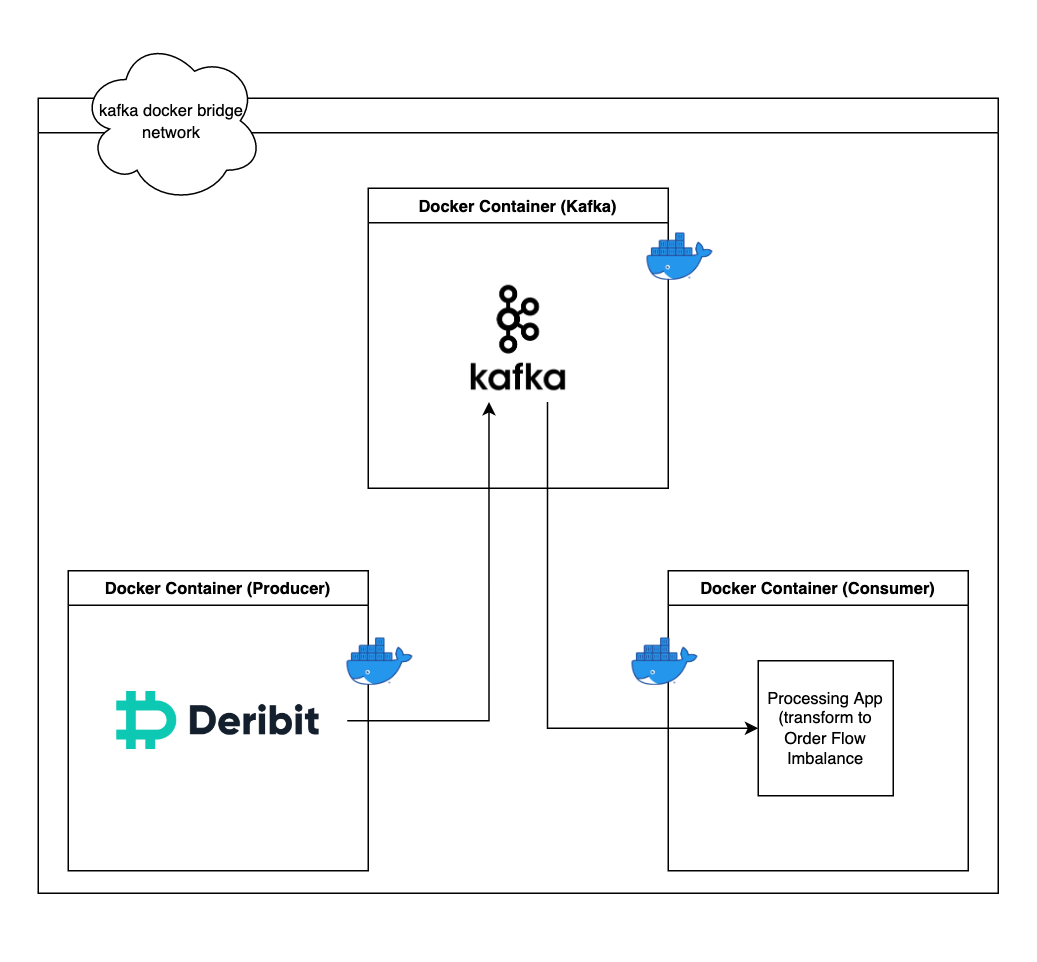 kafka docker bridge
network
Docker Container (Kafka)
kafka
Docker Container (Producer)
Deribit
Docker Container (Consumer)
Processing App
(transform to
Order Flow
Imbalance